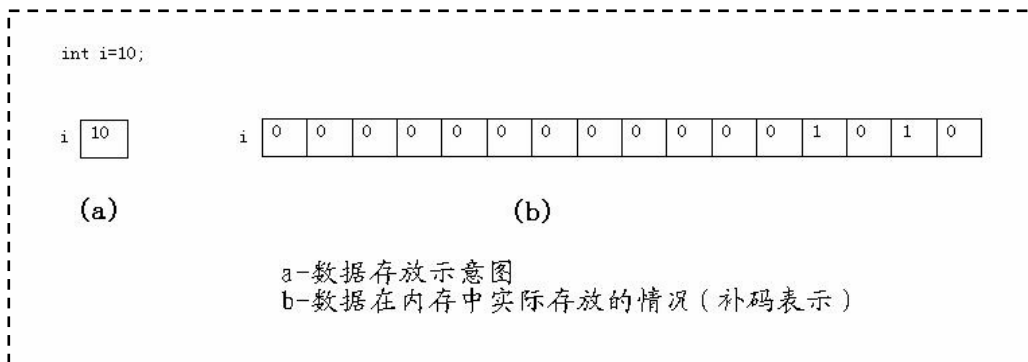 int i=10;
i 10 i 0 0 0 0 0 0 0 0 0 0 0 0 1 0 1 0
(a) (b)
a-数据存放示意图
b-数据在内存中实际存放的情况(补码表示)